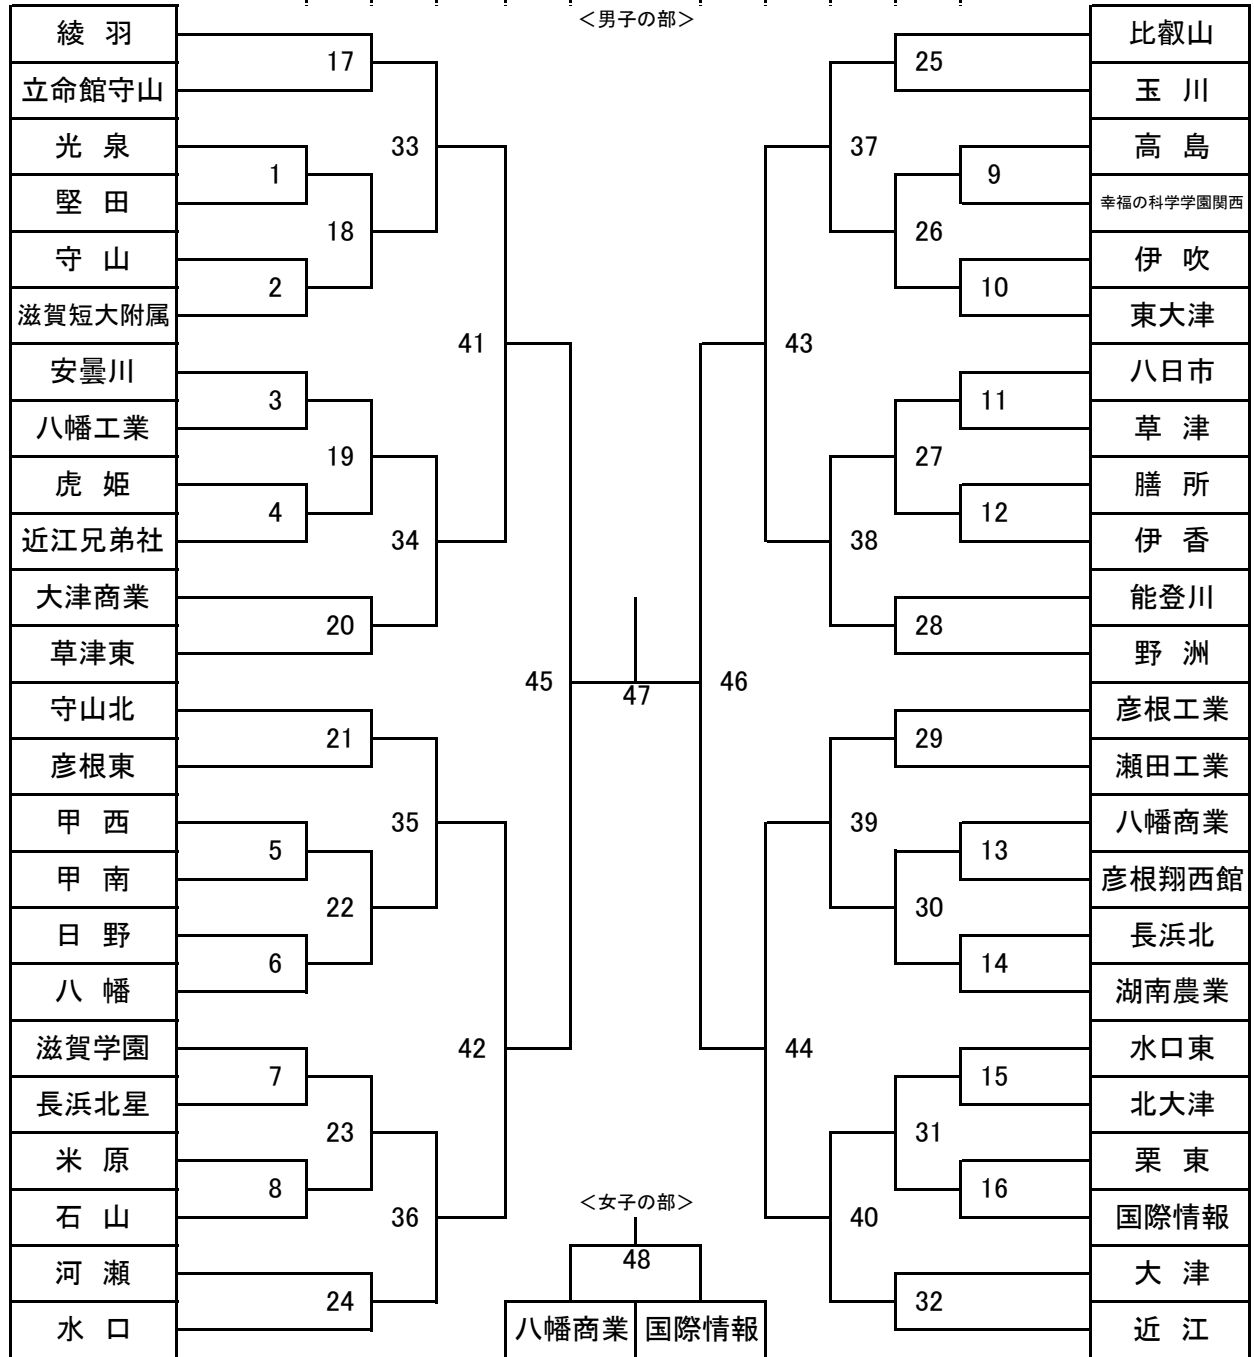 ＜男子の部＞
綾 羽
17
立命館守山
光 泉
33
1
堅 田
18
守 山
2
滋賀短大附属
41
安曇川
3
八幡工業
19
虎 姫
4
近江兄弟社
34
大津商業
20
草津東
45
守山北
21
彦根東
甲 西
35
5
甲 南
22
日 野
6
八 幡
42
滋賀学園
7
長浜北星
23
米 原
8
石 山
36
河 瀬
24
水 口
47
比叡山
25
玉 川
37
高 島
9
幸福の科学学園関西
26
伊 吹
10
東大津
43
八日市
11
草 津
27
膳 所
12
伊 香
38
能登川
28
野 洲
46
彦根工業
29
瀬田工業
39
八幡商業
13
彦根翔西館
30
長浜北
14
湖南農業
44
水口東
15
北大津
31
栗 東
16
国際情報
40
大 津
32
近 江
＜女子の部＞
48
八幡商業 国際情報